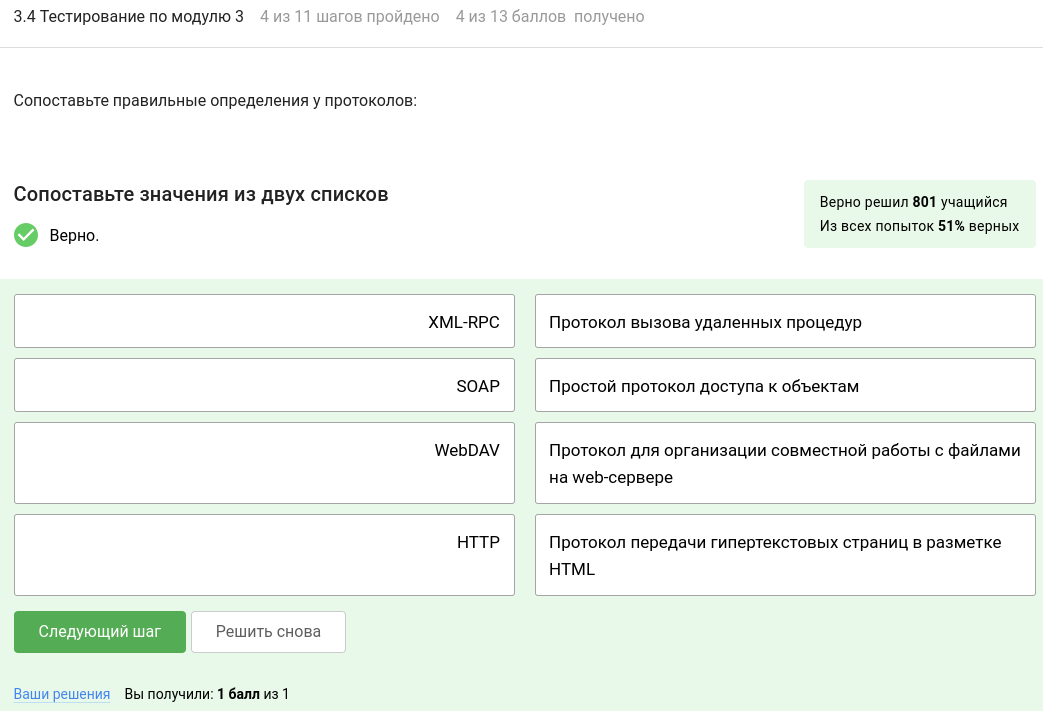 3.4 Тестирование по модулю 3 4 из 11 шагов пройдено 4 из 13 баллов получено
Сопоставьте правильные определения у протоколов:
Сопоставьте значения из двух списков
Верно.
Верно решил 801 учащийся
Из всех попыток 51% верных
XML-RPC
Протокол вызова удаленных процедур
SOAP
Простой протокол доступа к объектам
WebDAV
Протокол для организации совместной работы с файлами
на web-сервере
HTTP
Протокол передачи гипертекстовых страниц в разметке
HTML
Следующий шаг
Решить снова
Ваши решения Вы получили: 1 балл из 1